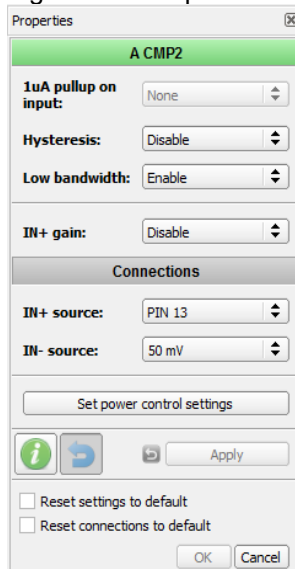 Properties
A CMP2
1uA pullup on
input:
None
Hysteresis:
Disable
Low bandwidth:
Enable
IN+ gain:
Disable
Connections
IN+ source:
PIN 13
IN- source:
50 mV
Set power control settings
Apply
Reset settings to default
Reset connections to default
OK
Cancel